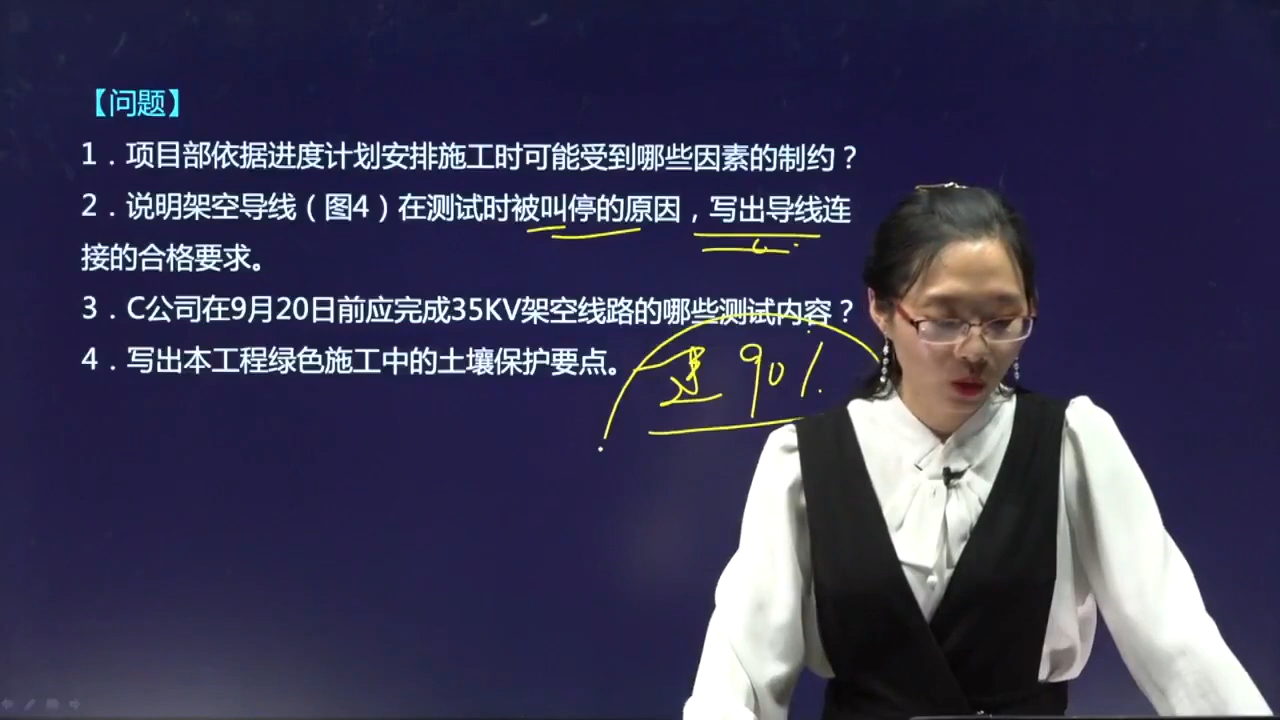 【问题】
1．项目部依据进度计划安排施工时可能受到哪些因素的制约？
2．说明架空导线（图4）在测试时被叫停的原因，写出导线连
接的合格要求。
3．C公司在9月20日前应完成35KV架空线路的哪些测试内容？
4．写出本工程绿色施工中的土壤保护要点。
90%